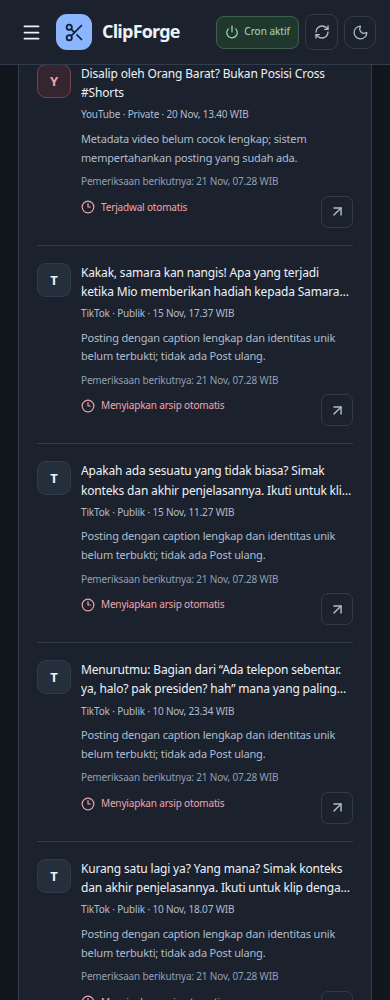 ClipForge
Cron aktif
Y
Disalip oleh Orang Barat? Bukan Posisi Cross
#Shorts
YouTube · Private · 20 Nov, 13.40 WIB
Metadata video belum cocok lengkap; sistem
mempertahankan posting yang sudah ada.
Pemeriksaan berikutnya: 21 Nov, 07.28 WIB
Terjadwal otomatis
T
Kakak, samara kan nangis! Apa yang terjadi
ketika Mio memberikan hadiah kepada Samara...
TikTok · Publik · 15 Nov, 17.37 WIB
Posting dengan caption lengkap dan identitas unik
belum terbukti; tidak ada Post ulang.
Pemeriksaan berikutnya: 21 Nov, 07.28 WIB
Menyiapkan arsip otomatis
T
Apakah ada sesuatu yang tidak biasa? Simak
konteks dan akhir penjelasannya. Ikuti untuk kli...
TikTok · Publik · 15 Nov, 11.27 WIB
Posting dengan caption lengkap dan identitas unik
belum terbukti; tidak ada Post ulang.
Pemeriksaan berikutnya: 21 Nov, 07.28 WIB
Menyiapkan arsip otomatis
T
Menurutmu: Bagian dari “Ada telepon sebentar.
ya, halo? pak presiden? hah” mana yang paling...
TikTok · Publik · 10 Nov, 23.34 WIB
Posting dengan caption lengkap dan identitas unik
belum terbukti; tidak ada Post ulang.
Pemeriksaan berikutnya: 21 Nov, 07.28 WIB
Menyiapkan arsip otomatis
T
Kurang satu lagi ya? Yang mana? Simak konteks
dan akhir penjelasannya. Ikuti untuk klip denga...
TikTok · Publik · 10 Nov, 18.07 WIB
Posting dengan caption lengkap dan identitas unik
belum terbukti; tidak ada Post ulang.
Pemeriksaan berikutnya: 21 Nov, 07.28 WIB